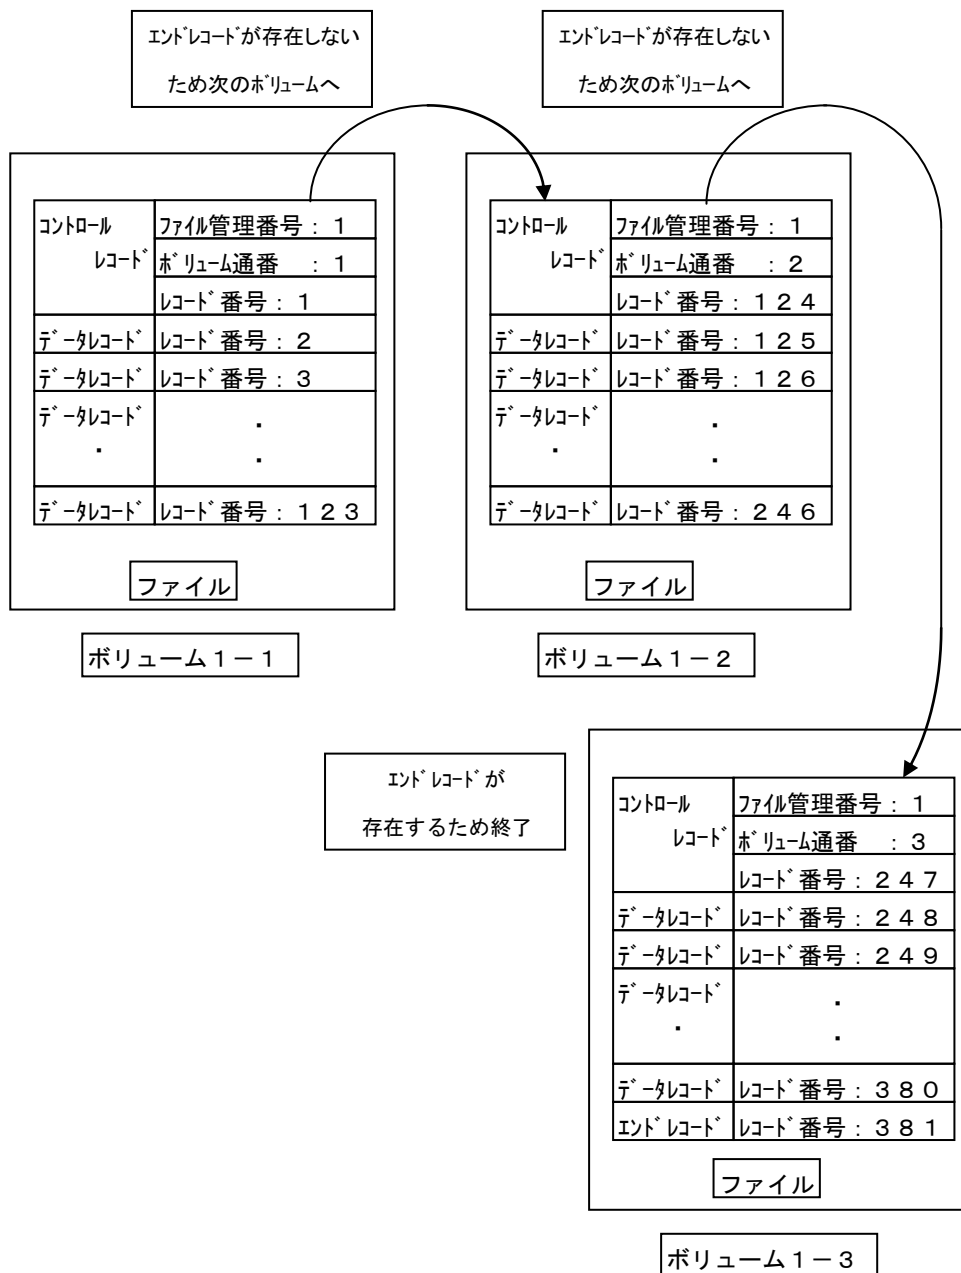 ｴﾝﾄﾞﾚｺｰﾄﾞが存在しない
ため次のﾎﾞﾘｭｰﾑへ
ｴﾝﾄﾞﾚｺｰﾄﾞが存在しない
ため次のﾎﾞﾘｭｰﾑへ
ｺﾝﾄﾛｰﾙ
ﾚｺｰﾄﾞ
ﾌｧｲﾙ管理番号：１
ﾎﾞﾘｭｰﾑ通番　：１
ﾚｺｰﾄﾞ番号：１
ﾃﾞｰﾀﾚｺｰﾄﾞ ﾚｺｰﾄﾞ番号：２
ﾃﾞｰﾀﾚｺｰﾄﾞ ﾚｺｰﾄﾞ番号：３
ﾃﾞｰﾀﾚｺｰﾄﾞ ・
・ ・
ﾃﾞｰﾀﾚｺｰﾄﾞ ﾚｺｰﾄﾞ番号：１２３
ファイル
ボリューム１－１
ｺﾝﾄﾛｰﾙ
ﾚｺｰﾄﾞ
ﾌｧｲﾙ管理番号：１
ﾎﾞﾘｭｰﾑ通番　：２
ﾚｺｰﾄﾞ番号：１２４
ﾃﾞｰﾀﾚｺｰﾄﾞ ﾚｺｰﾄﾞ番号：１２５
ﾃﾞｰﾀﾚｺｰﾄﾞ ﾚｺｰﾄﾞ番号：１２６
ﾃﾞｰﾀﾚｺｰﾄﾞ ・
・ ・
ﾃﾞｰﾀﾚｺｰﾄﾞ ﾚｺｰﾄﾞ番号：２４６
ファイル
ボリューム１－２
ｴﾝﾄﾞﾚｺｰﾄﾞが
存在するため終了
ｺﾝﾄﾛｰﾙ
ﾚｺｰﾄﾞ
ﾌｧｲﾙ管理番号：１
ﾎﾞﾘｭｰﾑ通番　：３
ﾚｺｰﾄﾞ番号：２４７
ﾃﾞｰﾀﾚｺｰﾄﾞ ﾚｺｰﾄﾞ番号：２４８
ﾃﾞｰﾀﾚｺｰﾄﾞ ﾚｺｰﾄﾞ番号：２４９
ﾃﾞｰﾀﾚｺｰﾄﾞ ・
・ ・
ﾃﾞｰﾀﾚｺｰﾄﾞ ﾚｺｰﾄﾞ番号：３８０
ｴﾝﾄﾞﾚｺｰﾄﾞ ﾚｺｰﾄﾞ番号：３８１
ファイル
ボリューム１－３